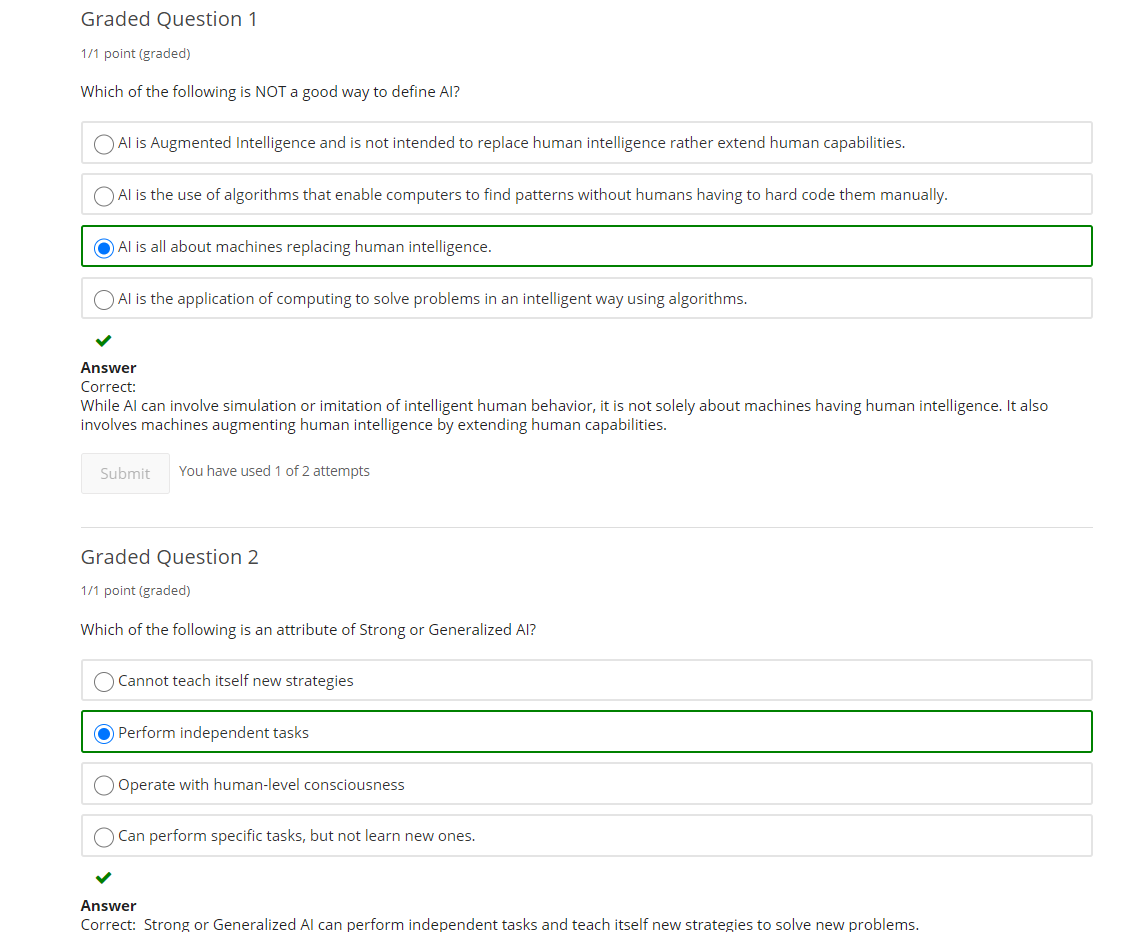 Graded Question 1
1/1 point (graded)
Which of the following is NOT a good way to define AI?
AI is Augmented Intelligence and is not intended to replace human intelligence rather extend human capabilities.
AI is the use of algorithms that enable computers to find patterns without humans having to hard code them manually.
AI is all about machines replacing human intelligence.
AI is the application of computing to solve problems in an intelligent way using algorithms.
Answer
Correct:
While AI can involve simulation or imitation of intelligent human behavior, it is not solely about machines having human intelligence. It also
involves machines augmenting human intelligence by extending human capabilities.
Submit You have used 1 of 2 attempts
Graded Question 2
1/1 point (graded)
Which of the following is an attribute of Strong or Generalized AI?
Cannot teach itself new strategies
Perform independent tasks
Operate with human-level consciousness
Can perform specific tasks, but not learn new ones.
Answer
Correct: Strong or Generalized AI can perform independent tasks and teach itself new strategies to solve new problems.